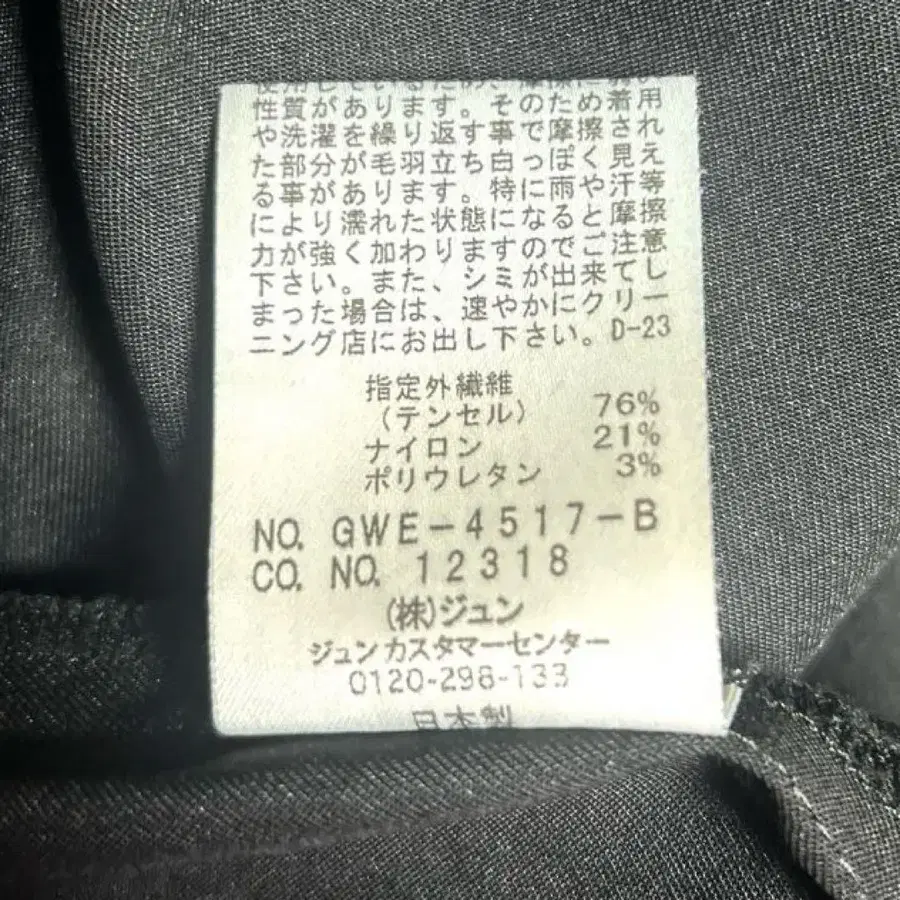 性質があります。そのため着用
や洗濯を繰り返す事で摩擦され
た部分が毛羽立ち白っぽく見え
る事があります。特に雨や汗等
により濡れた状態になると摩擦
力が強く加わりますのでご注意
下さい。また、シミが出来てし
まった場合は、速やかにクリー
ニング店にお出し下さい。D-23
指定外繊維
(テンセル) 76%
ナイロン 21%
ポリウレタン 3%
NO. GWE-4517-B
CO. NO. 12318
(株)ジュン
ジュンカスタマーセンター
0120-298-133
日本製